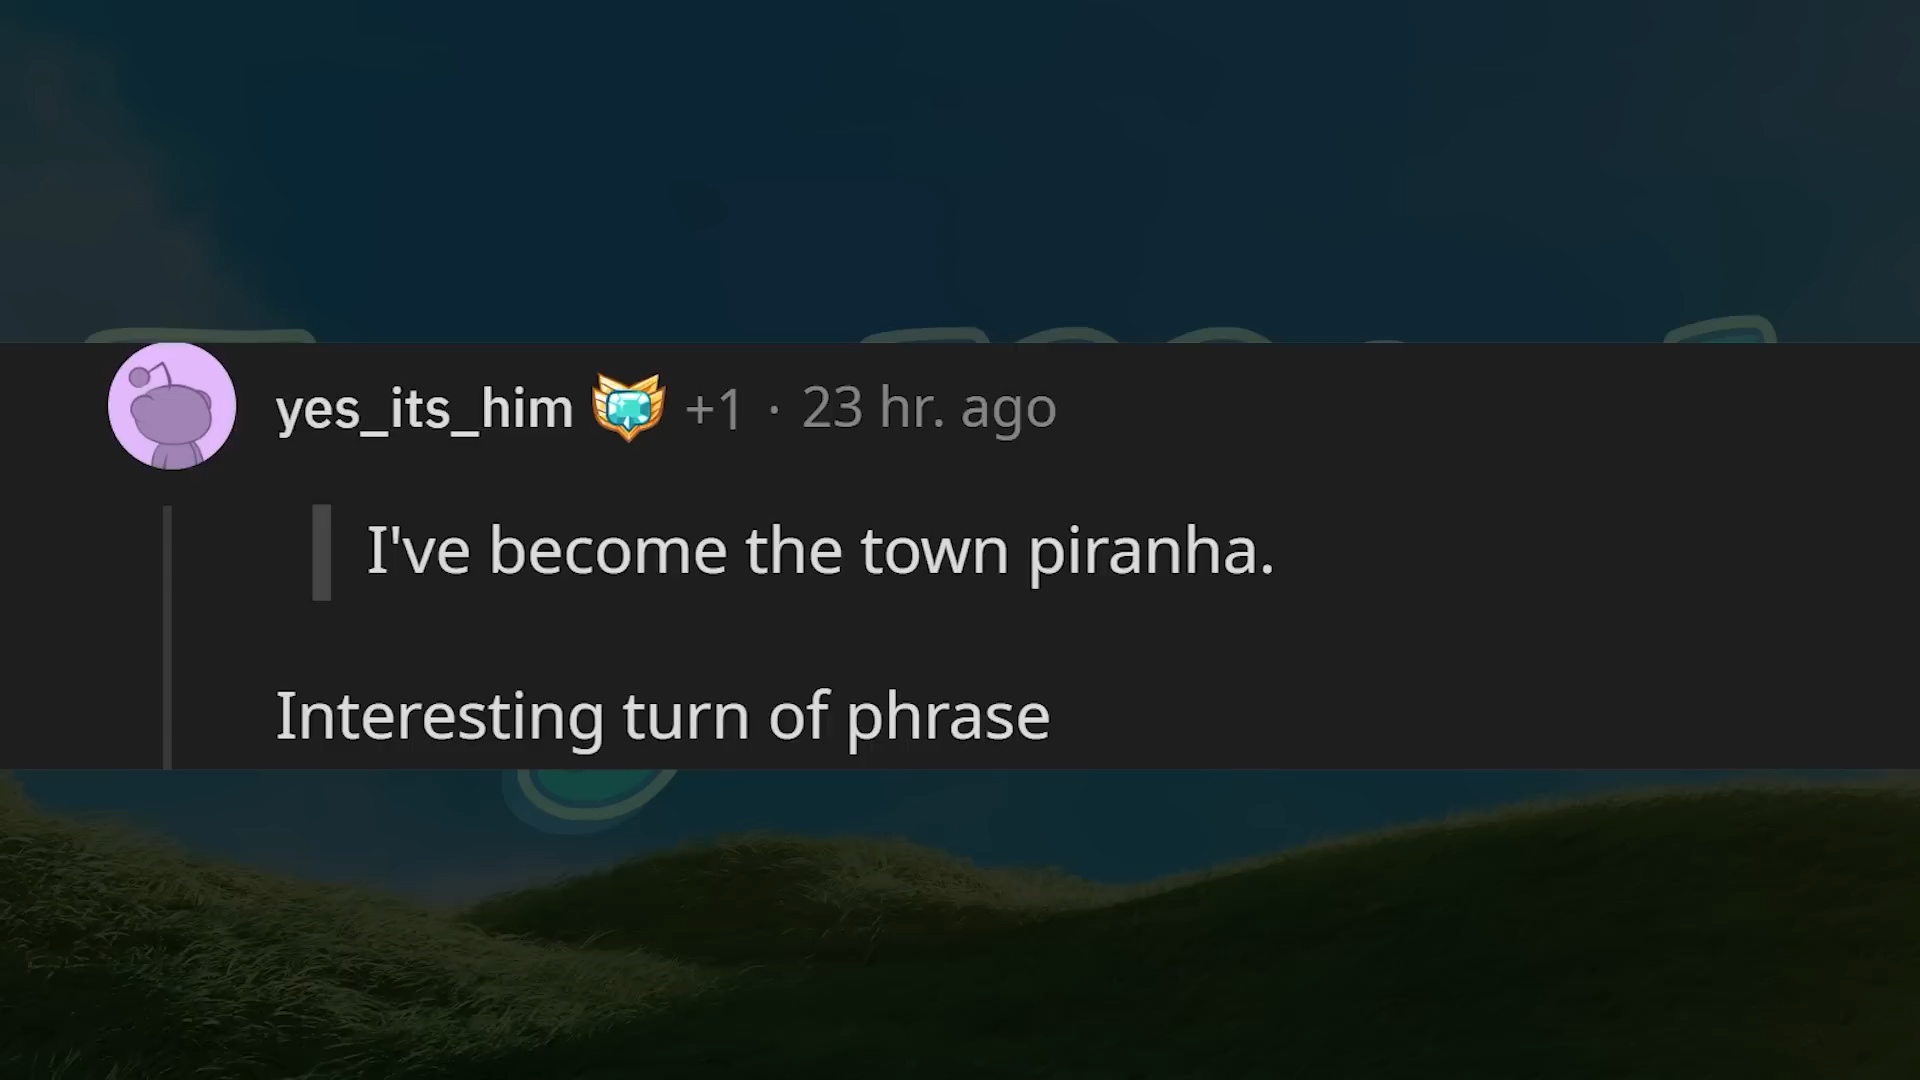 yes_its_him +1 · 23 hr. ago
I've become the town piranha.
Interesting turn of phrase